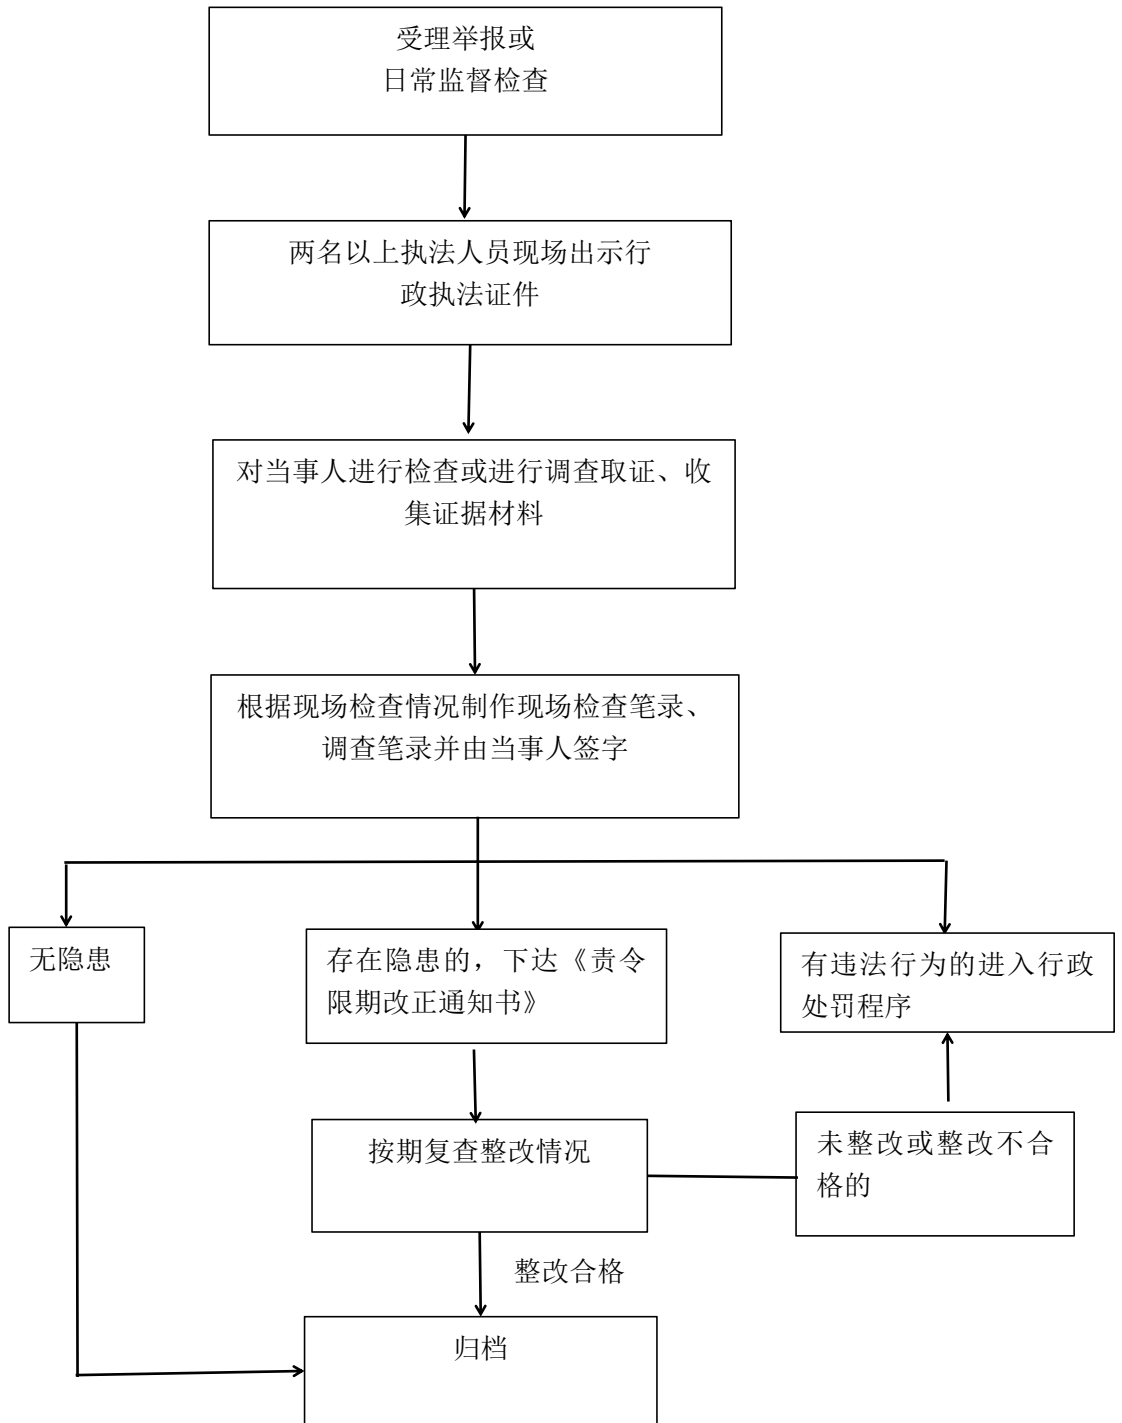 受理举报或
日常监督检查
两名以上执法人员现场出示行
政执法证件
对当事人进行检查或进行调查取证、收
集证据材料
根据现场检查情况制作现场检查笔录、
调查笔录并由当事人签字
无隐患
存在隐患的，下达《责令
限期改正通知书》
有违法行为的进入行政
处罚程序
按期复查整改情况
未整改或整改不合
格的
整改合格
归档